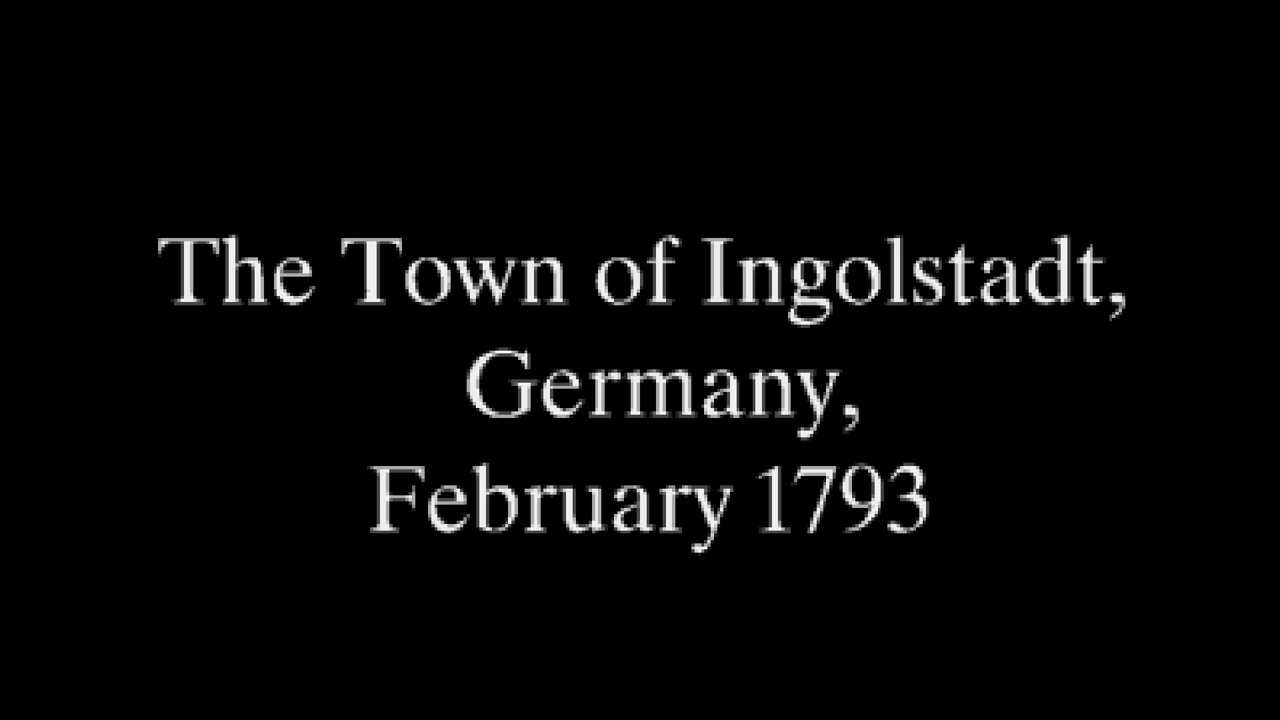 The Town of Ingolstadt,
Germany,
February 1793